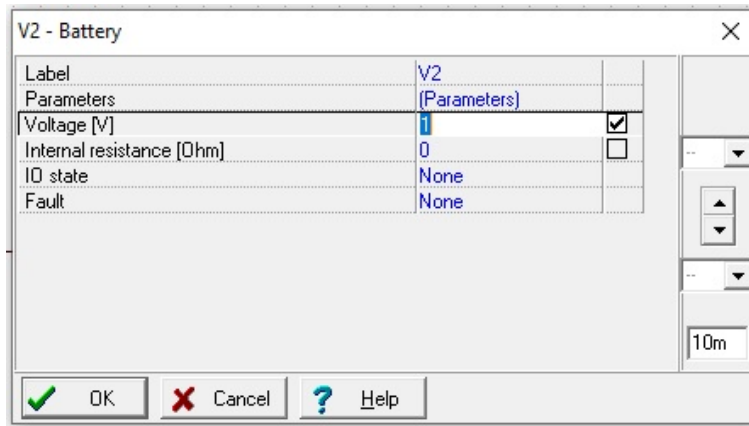 V2 - Battery
Label V2
Parameters (Parameters)
Voltage [V] 1
Internal resistance [Ohm] 0
IO state None
Fault None
--
--
10m
OK Cancel ? Help